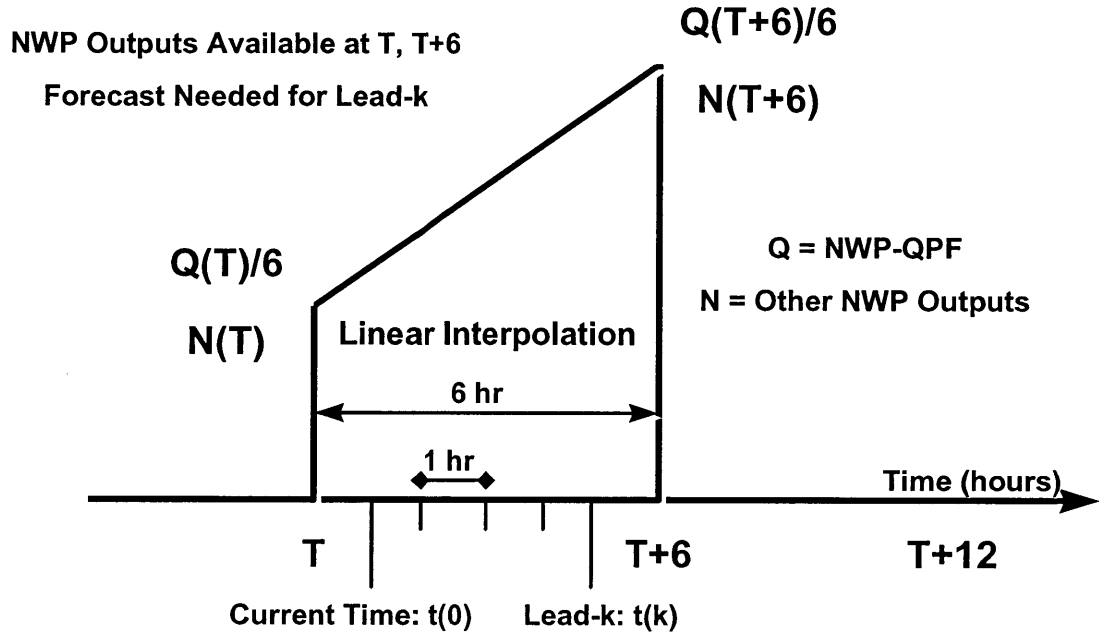 NWP Outputs Available at T, T+6
Forecast Needed for Lead-k
Q(T+6)/6
N(T+6)
Q(T)/6
N(T)
Q = NWP-QPF
N = Other NWP Outputs
Linear Interpolation
6 hr
1 hr
Time (hours)
T
T+6
T+12
Current Time: t(0)
Lead-k: t(k)